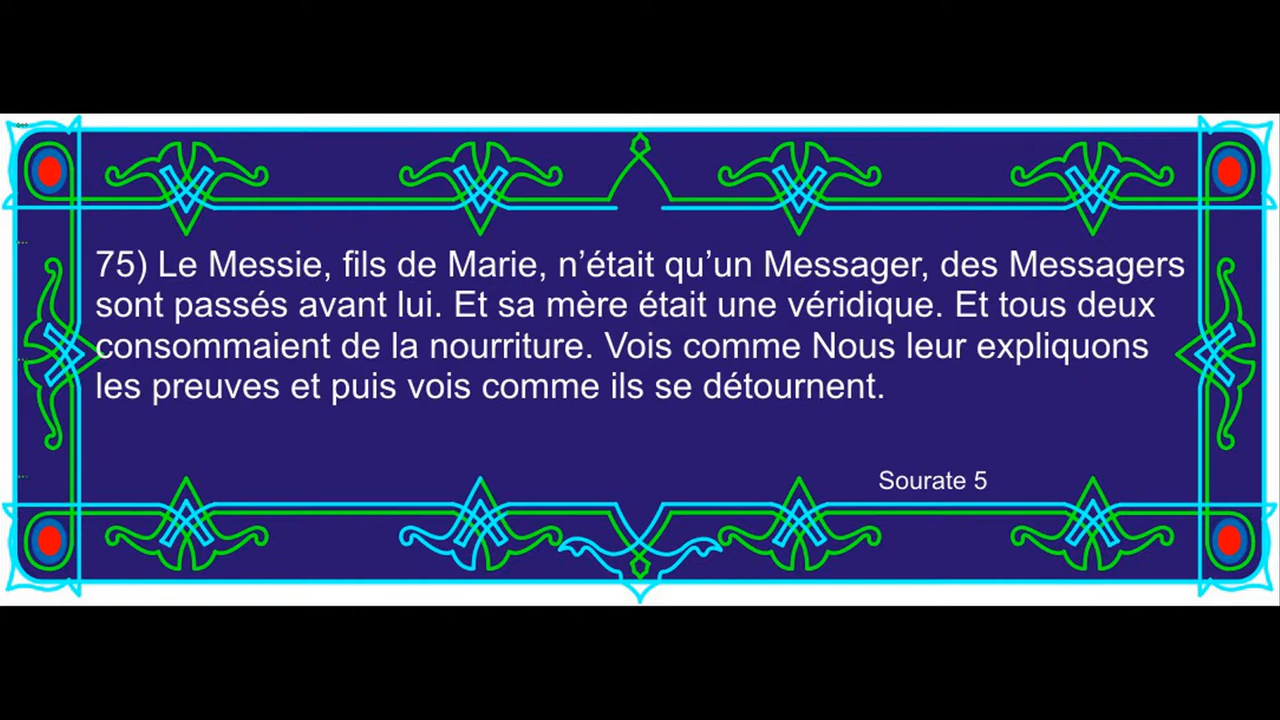 75) Le Messie, fils de Marie, n’était qu’un Messager, des Messagers
sont passés avant lui. Et sa mère était une véridique. Et tous deux
consommaient de la nourriture. Vois comme Nous leur expliquons
les preuves et puis vois comme ils se détournent.
Sourate 5